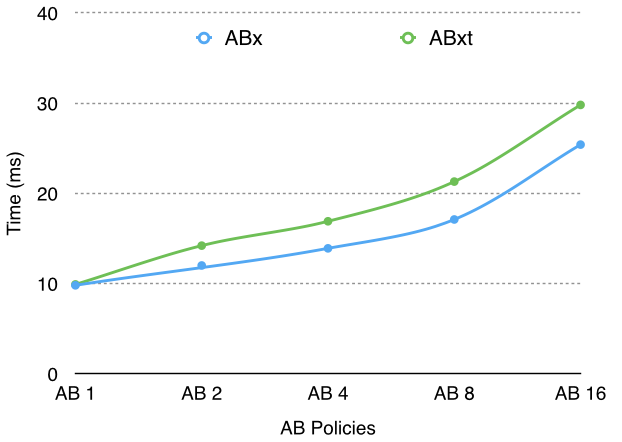 40
ABx ABxt
30
Time (ms)
20
10
0
AB 1 AB 2 AB 4 AB 8 AB 16
AB Policies